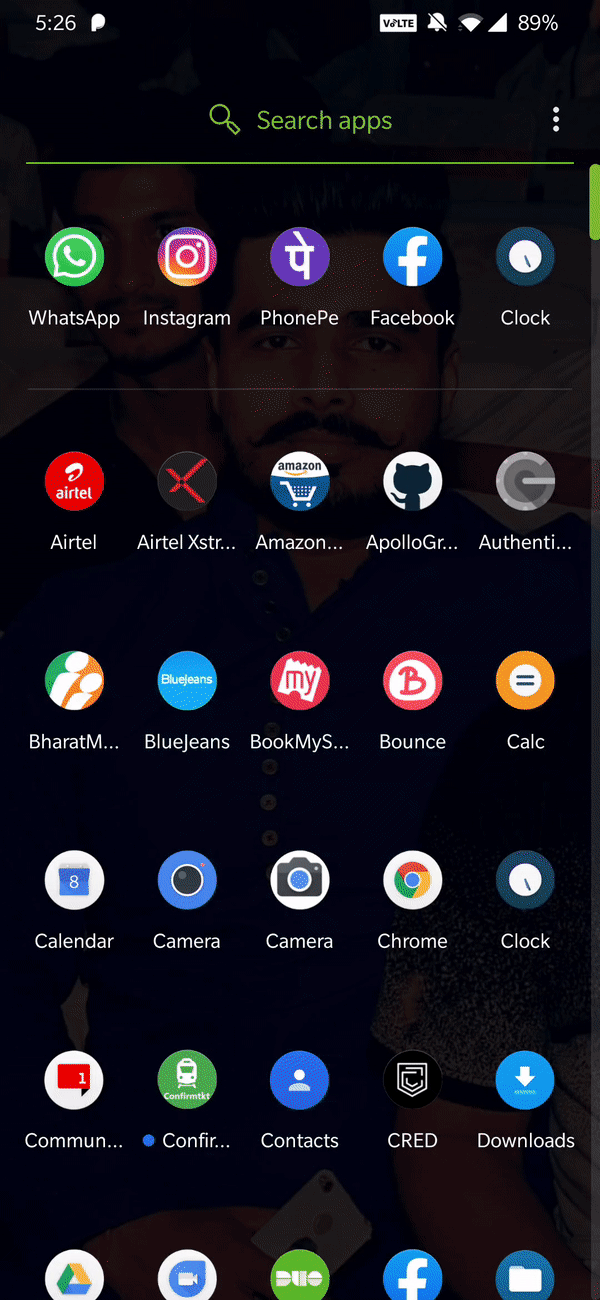 5:26 VoLTE 89%
Search apps
पे
WhatsApp Instagram PhonePe Facebook Clock
airtel amazon
Airtel Airtel Xstr... Amazon... ApolloGr... Authenti...
BlueJeans my B
BharatM... BlueJeans BookMyS... Bounce Calc
8
Calendar Camera Camera Chrome Clock
1 Confirmtkt
Commun... Confir... Contacts CRED Downloads
DUO